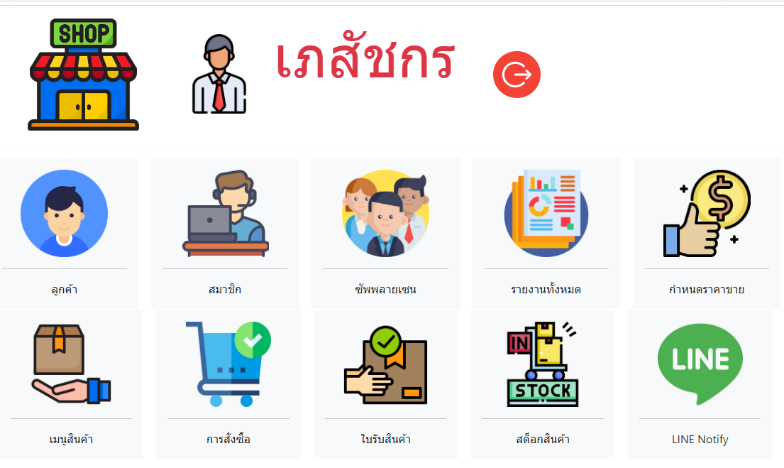 SHOP
เภสัชกร
ลูกค้า
สมาชิก
ซัพพลายเซน
รายงานทั้งหมด
กำหนดราคาขาย
IN
STOCK
LINE
เมนูสินค้า
การสั่งซื้อ
ใบรับสินค้า
สต็อกสินค้า
LINE Notify